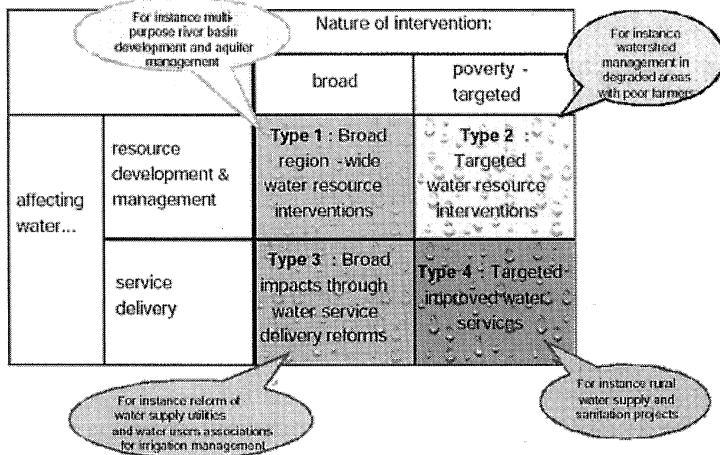 For instance multi-
purpose river basin
development and aquifer
management
Nature of intervention:
For instance
watershed
management in
degraded areas
with poor farmers
broad
poverty -
targeted
affecting
water...
resource
development &
management
Type 1 : Broad
region -wide
water resource
interventions
Type 2 :
Targeted
water resource
interventions
service
delivery
Type 3 : Broad
impacts through
water service
delivery reforms
Type 4 - Targeted
improved water
services
For instance reform of
water supply utilities
and water users associations
for irrigation management
For instance rural
water supply and
sanitation projects